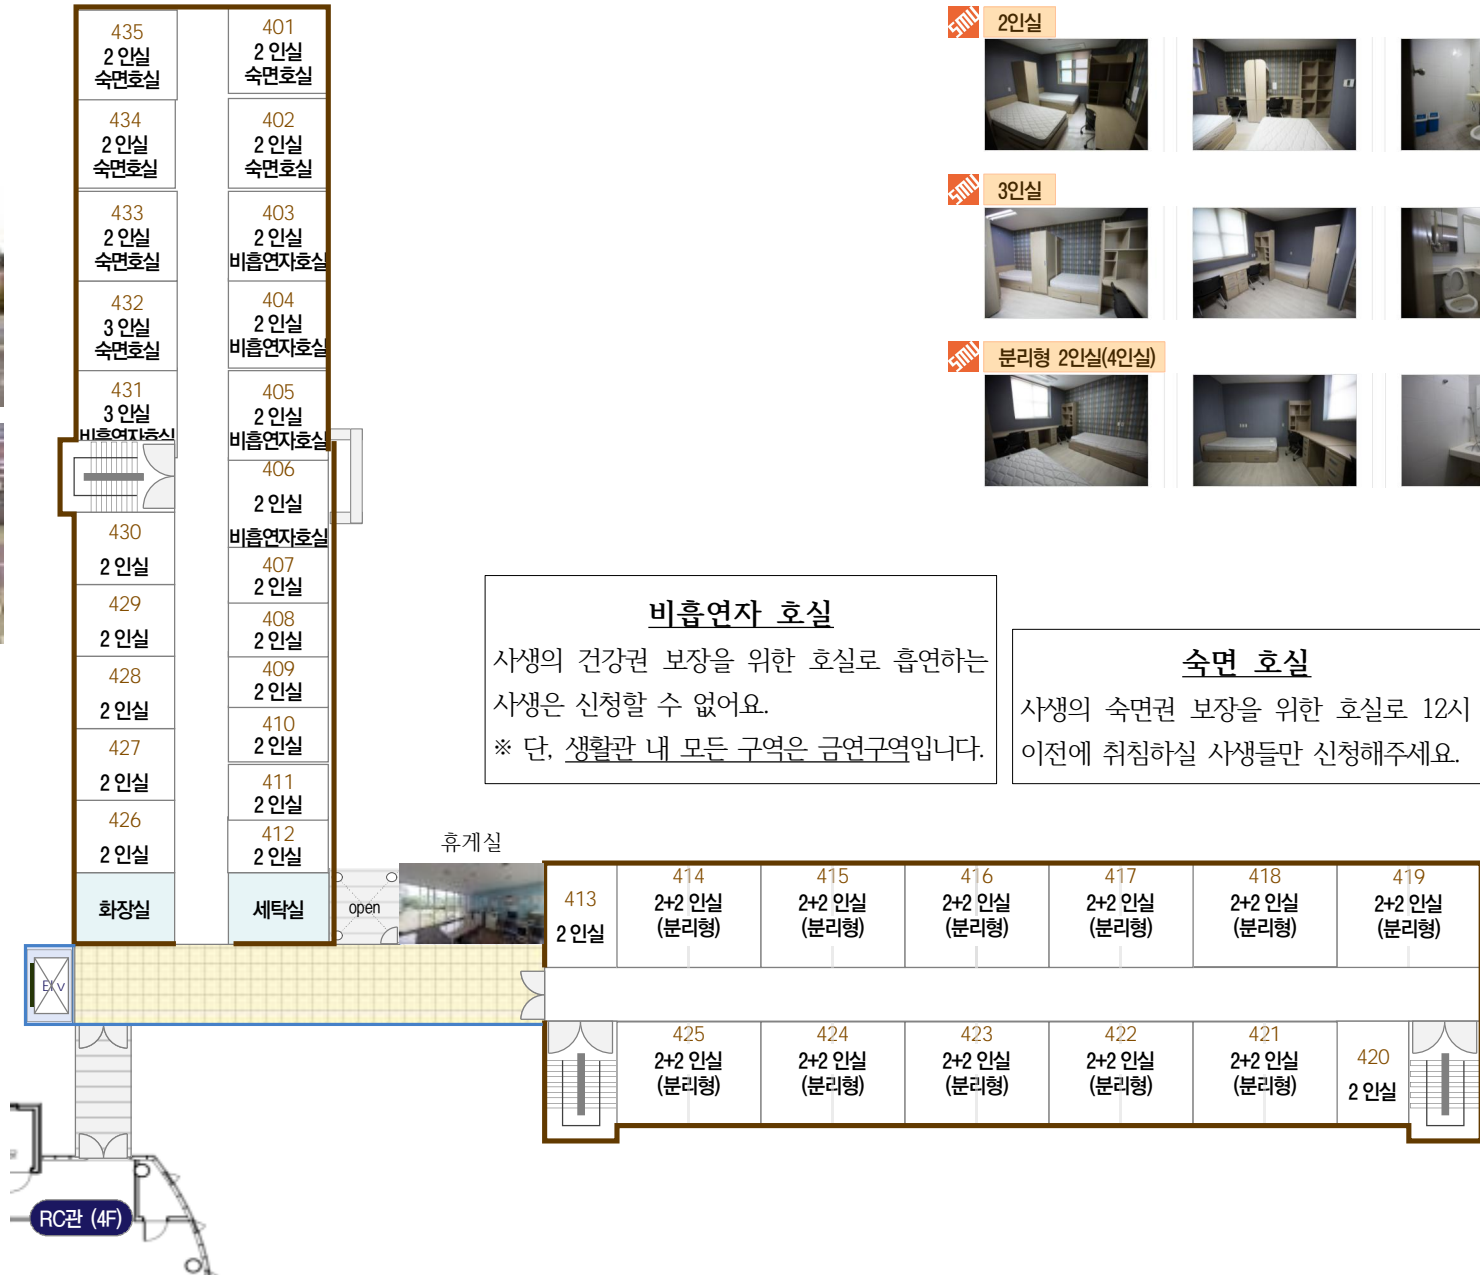 435
2 인실
숙면호실
434
2 인실
숙면호실
433
2 인실
숙면호실
432
3 인실
숙면호실
431
3 인실
비흡연자호실
430
2 인실
429
2 인실
428
2 인실
427
2 인실
426
2 인실
화장실
401
2 인실
숙면호실
402
2 인실
숙면호실
403
2 인실
비흡연자호실
404
2 인실
비흡연자호실
405
2 인실
비흡연자호실
406
2 인실
비흡연자호실
407
2 인실
408
2 인실
409
2 인실
410
2 인실
411
2 인실
412
2 인실
세탁실
open
휴게실
Elv
RC관 (4F)
SMU 2인실
SMU 3인실
SMU 분리형 2인실(4인실)
비흡연자 호실
사생의 건강권 보장을 위한 호실로 흡연하는
사생은 신청할 수 없어요.
※ 단, 생활관 내 모든 구역은 금연구역입니다.
숙면 호실
사생의 숙면권 보장을 위한 호실로 12시
이전에 취침하실 사생들만 신청해주세요.
413
2 인실
414
2+2 인실
(분리형)
415
2+2 인실
(분리형)
416
2+2 인실
(분리형)
417
2+2 인실
(분리형)
418
2+2 인실
(분리형)
419
2+2 인실
(분리형)
425
2+2 인실
(분리형)
424
2+2 인실
(분리형)
423
2+2 인실
(분리형)
422
2+2 인실
(분리형)
421
2+2 인실
(분리형)
420
2 인실